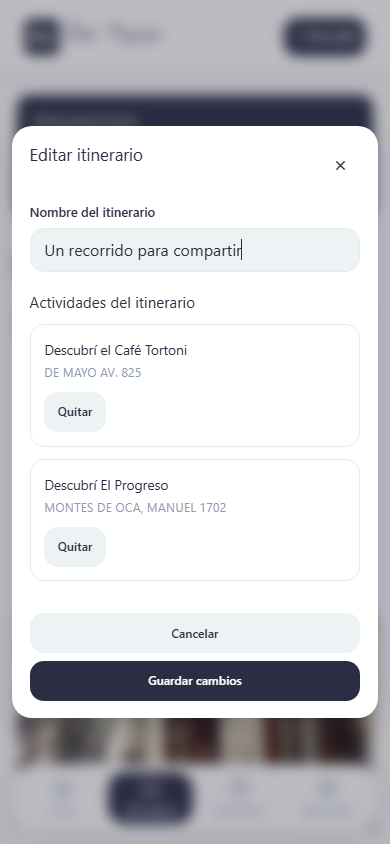 Editar itinerario
×
Nombre del itinerario
Un recorrido para compartir
Actividades del itinerario
Descubrí el Café Tortoni
DE MAYO AV. 825
Quitar
Descubrí El Progreso
MONTES DE OCA, MANUEL 1702
Quitar
Cancelar
Guardar cambios